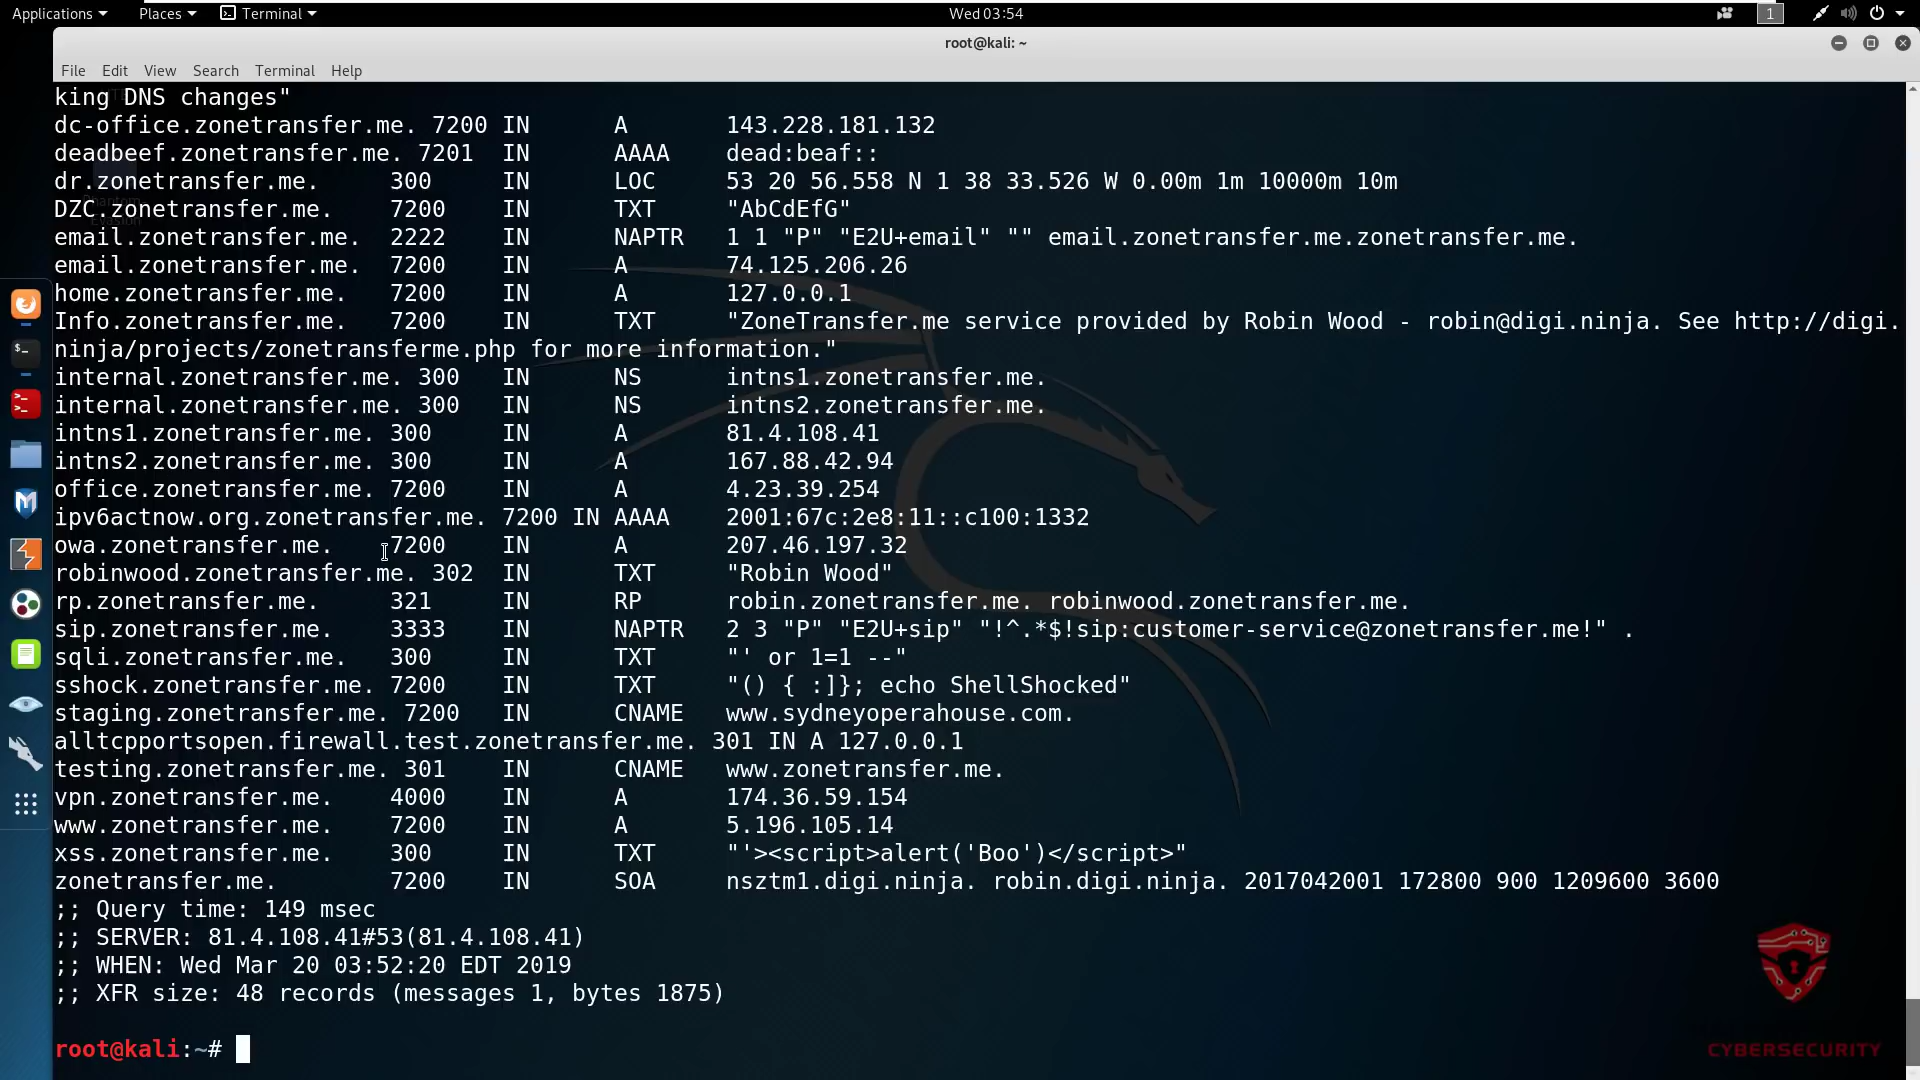 Applications Places Terminal Wed 03:54 1
root@kali: ~
File Edit View Search Terminal Help
king DNS changes"
dc-office.zonetransfer.me. 7200 IN A 143.228.181.132
deadbeef.zonetransfer.me. 7201 IN AAAA dead:beaf::
dr.zonetransfer.me. 300 IN LOC 53 20 56.558 N 1 38 33.526 W 0.00m 1m 10000m 10m
DZC.zonetransfer.me. 7200 IN TXT "AbCdEfG"
email.zonetransfer.me. 2222 IN NAPTR 1 1 "P" "E2U+email" "" email.zonetransfer.me.zonetransfer.me.
email.zonetransfer.me. 7200 IN A 74.125.206.26
home.zonetransfer.me. 7200 IN A 127.0.0.1
Info.zonetransfer.me. 7200 IN TXT "ZoneTransfer.me service provided by Robin Wood - robin@digi.ninja. See http://digi.
ninja/projects/zonetransferme.php for more information."
internal.zonetransfer.me. 300 IN NS intns1.zonetransfer.me.
internal.zonetransfer.me. 300 IN NS intns2.zonetransfer.me.
intns1.zonetransfer.me. 300 IN A 81.4.108.41
intns2.zonetransfer.me. 300 IN A 167.88.42.94
office.zonetransfer.me. 7200 IN A 4.23.39.254
ipv6actnow.org.zonetransfer.me. 7200 IN AAAA 2001:67c:2e8:11::c100:1332
owa.zonetransfer.me. 7200 IN A 207.46.197.32
robinwood.zonetransfer.me. 302 IN TXT "Robin Wood"
rp.zonetransfer.me. 321 IN RP robin.zonetransfer.me. robinwood.zonetransfer.me.
sip.zonetransfer.me. 3333 IN NAPTR 2 3 "P" "E2U+sip" "!^.*$!sip:customer-service@zonetransfer.me!" .
sqli.zonetransfer.me. 300 IN TXT "' or 1=1 --"
sshock.zonetransfer.me. 7200 IN TXT "() { :]}; echo ShellShocked"
staging.zonetransfer.me. 7200 IN CNAME www.sydneyoperahouse.com.
alltcpportsopen.firewall.test.zonetransfer.me. 301 IN A 127.0.0.1
testing.zonetransfer.me. 301 IN CNAME www.zonetransfer.me.
vpn.zonetransfer.me. 4000 IN A 174.36.59.154
www.zonetransfer.me. 7200 IN A 5.196.105.14
xss.zonetransfer.me. 300 IN TXT "'><script>alert('Boo')</script>"
zonetransfer.me. 7200 IN SOA nsztm1.digi.ninja. robin.digi.ninja. 2017042001 172800 900 1209600 3600
;; Query time: 149 msec
;; SERVER: 81.4.108.41#53(81.4.108.41)
;; WHEN: Wed Mar 20 03:52:20 EDT 2019
;; XFR size: 48 records (messages 1, bytes 1875)
root@kali:~#
CYBERSECURITY